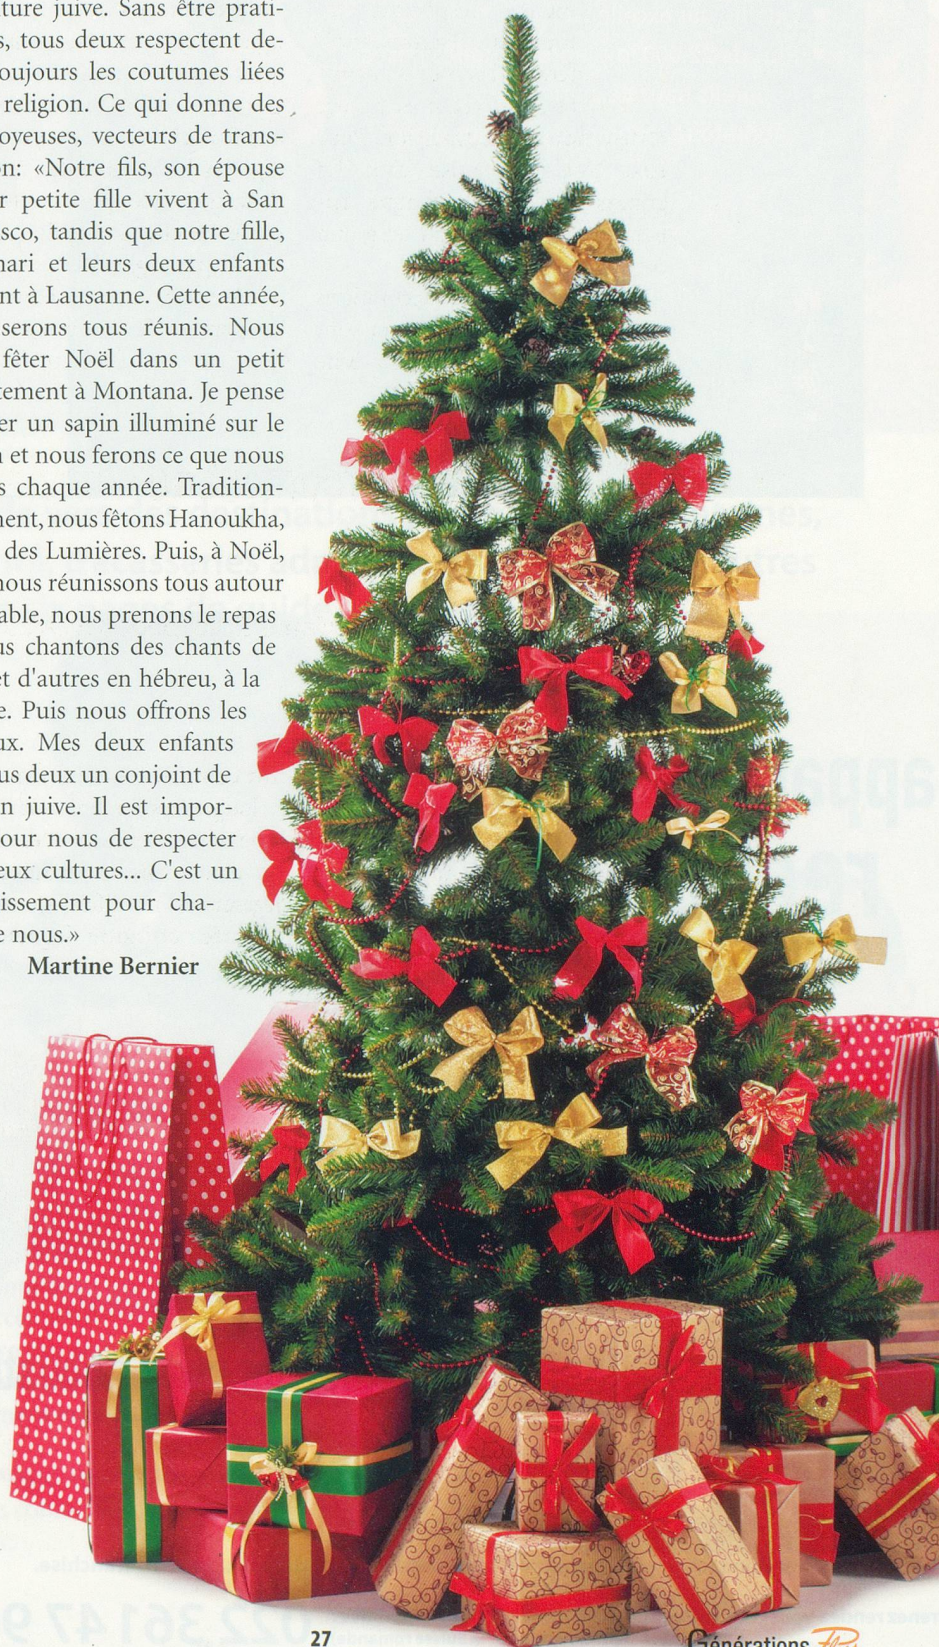 ture juive. Sans être prati-
s, tous deux respectent de-
oujours les coutumes liées
religion. Ce qui donne des
oyeuses, vecteurs de trans-
n: «Notre fils, son épouse
r petite fille vivent à San
sco, tandis que notre fille,
nari et leurs deux enfants
nt à Lausanne. Cette année,
serons tous réunis. Nous
fêter Noël dans un petit
tement à Montana. Je pense
er un sapin illuminé sur le
n et nous ferons ce que nous
s chaque année. Tradition-
nent, nous fêtons Hanoukha,
des Lumières. Puis, à Noël,
nous réunissons tous autour
able, nous prenons le repas
us chantons des chants de
et d'autres en hébreu, à la
e. Puis nous offrons les
ux. Mes deux enfants
us deux un conjoint de
n juive. Il est impor-
our nous de respecter
eux cultures... C'est un
issement pour cha-
e nous.»
Martine Bernier
27
Générations Plus